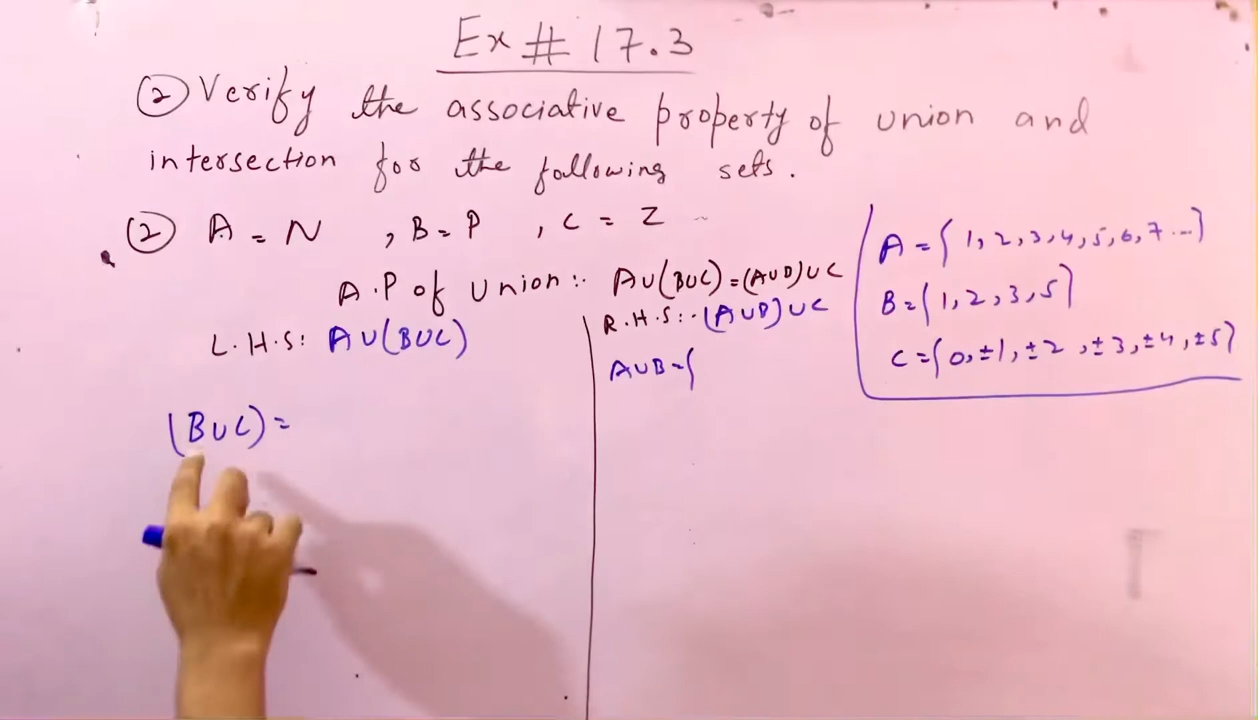 Ex # 17.3
② Verify the associative property of union and
intersection for the following sets.
② A = N , B = P , C = Z
A.P of Union:- A∪(B∪C)=(A∪B)∪C
L.H.S: A∪(B∪C)
(B∪C)=
R.H.S:-(A∪B)∪C
A∪B={
A={1,2,3,4,5,6,7...}
B={1,2,3,5}
C={0,±1,±2,±3,±4,±5}